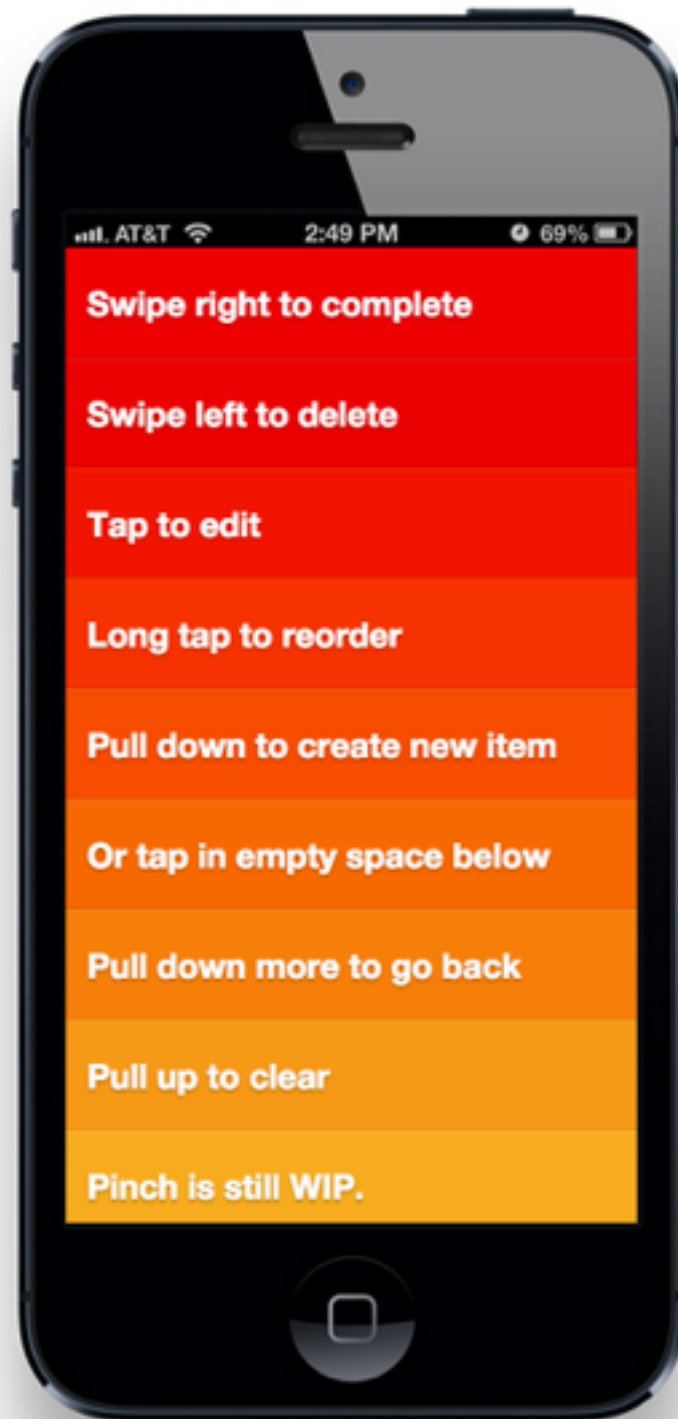 AT&T 2:49 PM 69%
Swipe right to complete
Swipe left to delete
Tap to edit
Long tap to reorder
Pull down to create new item
Or tap in empty space below
Pull down more to go back
Pull up to clear
Pinch is still WIP.